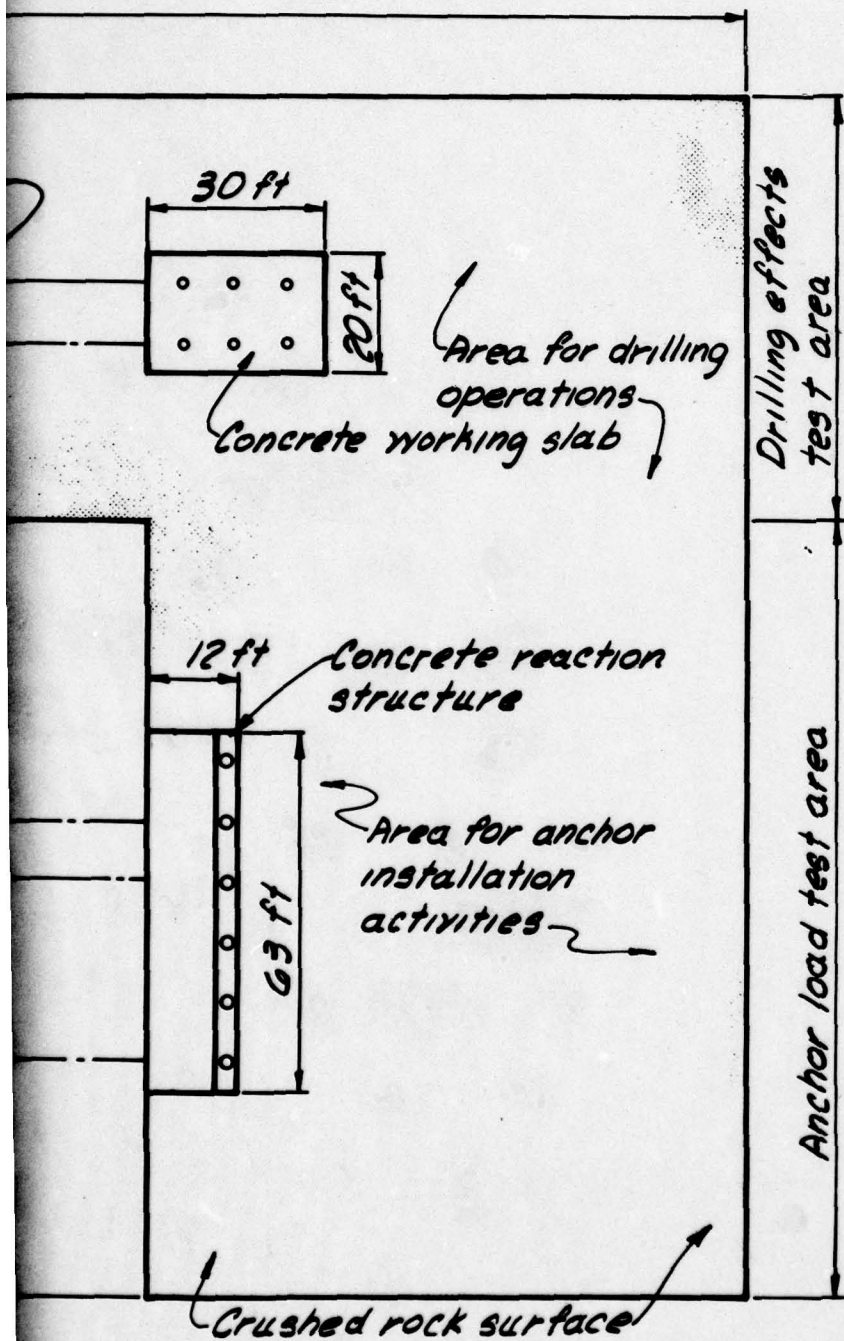 30 ft
20 ft
Area for drilling
operations
Concrete working slab
Drilling effects
test area
12 ft
Concrete reaction
structure
63 ft
Area for anchor
installation
activities
Anchor load test area
Crushed rock surface